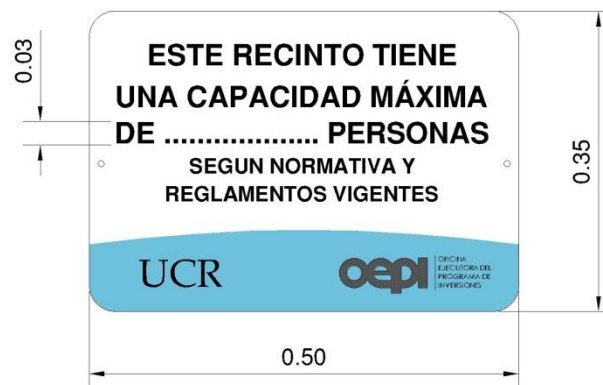 ESTE RECINTO TIENE
UNA CAPACIDAD MÁXIMA
DE ................... PERSONAS
SEGUN NORMATIVA Y
REGLAMENTOS VIGENTES
UCR
oepi
OFICINA
EJECUTORA DEL
PROGRAMA DE
INVERSIONES
0.03
0.35
0.50